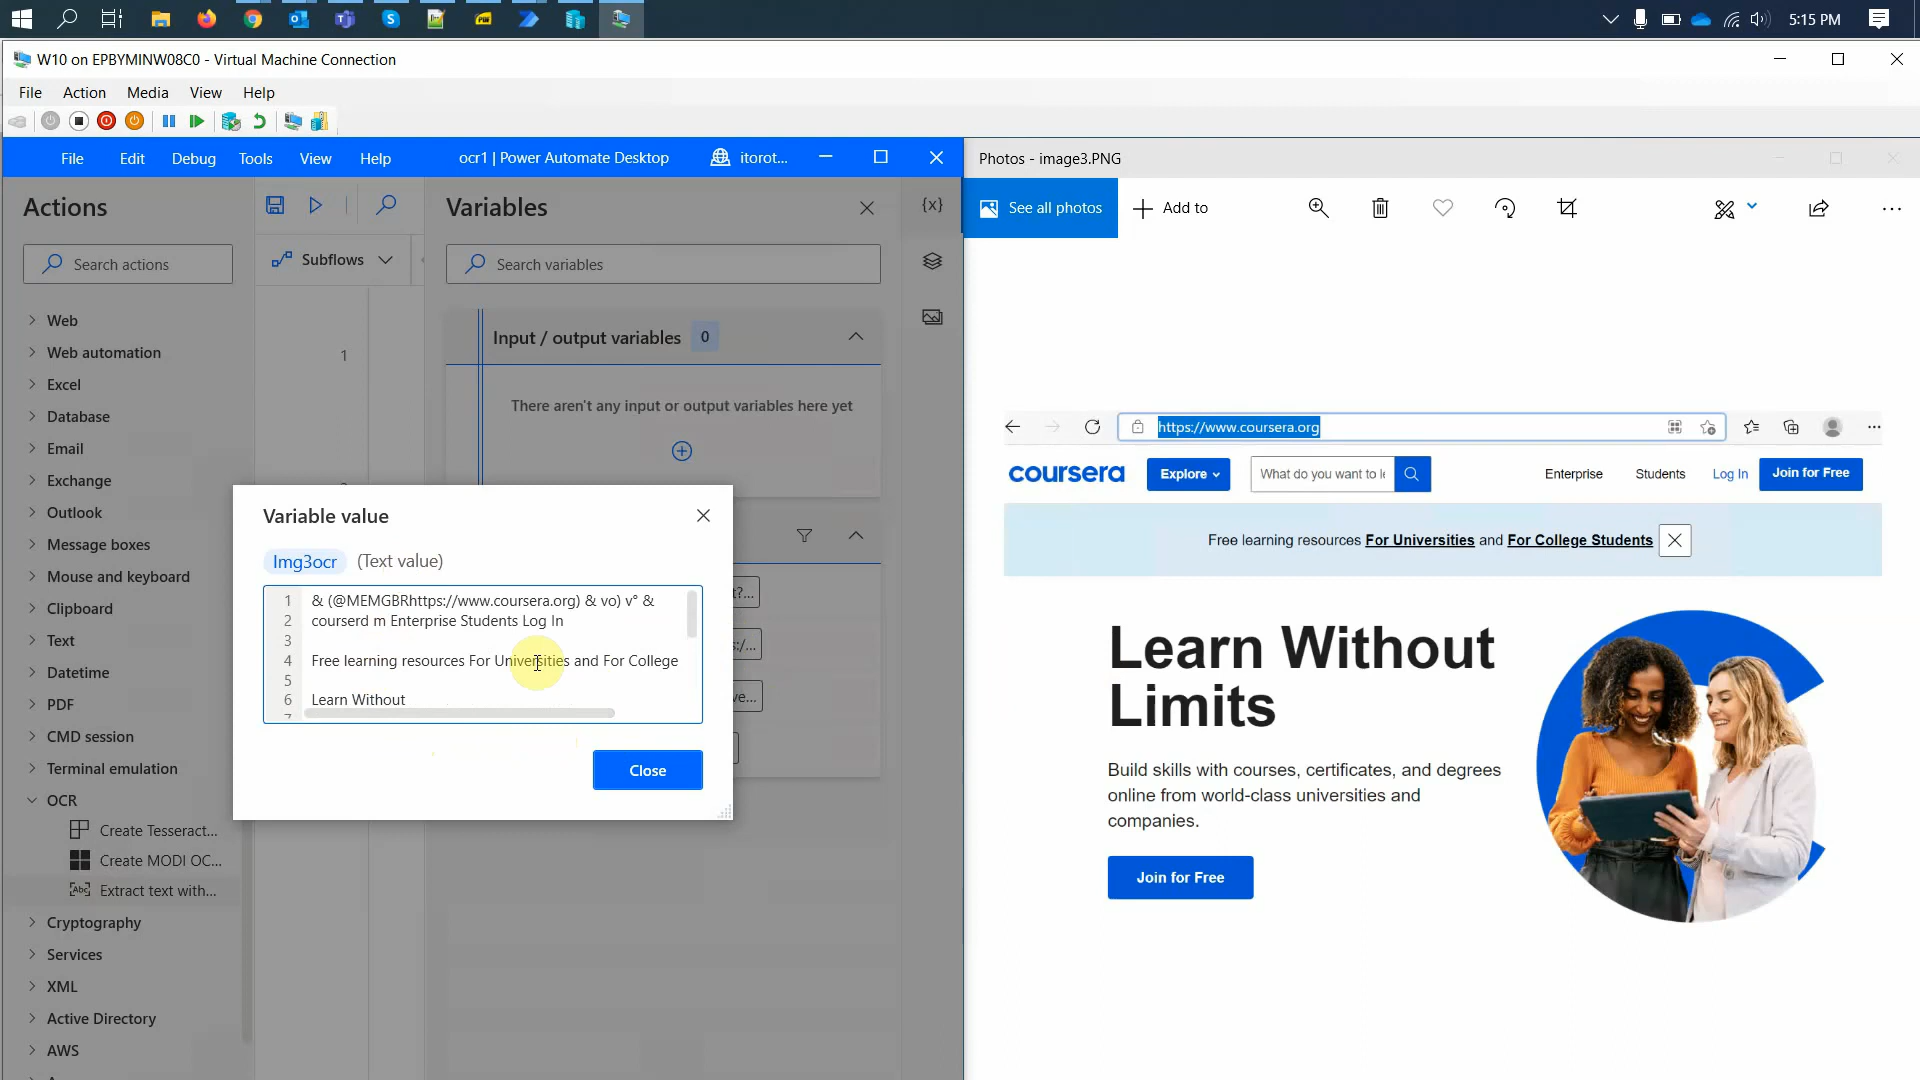 5:15 PM
W10 on EPBYMINW08C0 - Virtual Machine Connection
File Action Media View Help
File Edit Debug Tools View Help ocr1 | Power Automate Desktop itorot...
Actions
Search actions
Web
Web automation
Excel
Database
Email
Exchange
Outlook
Message boxes
Mouse and keyboard
Clipboard
Text
Datetime
PDF
CMD session
Terminal emulation
OCR
Create Tesseract...
Create MODI OC...
Extract text with...
Cryptography
Services
XML
Active Directory
AWS
Subflows
1
Variables
{x}
Search variables
Input / output variables 0
There aren't any input or output variables here yet
t?...
:/...
ve...
Variable value
Img3ocr (Text value)
1 & (@MEMGBRhttps://www.coursera.org) & vo) v° &
2 courserd m Enterprise Students Log In
3
4 Free learning resources For Universities and For College
5
6 Learn Without
7
Close
Photos - image3.PNG
See all photos
Add to
https://www.coursera.org
coursera Explore What do you want to le Enterprise Students Log In Join for Free
Free learning resources For Universities and For College Students
Learn Without
Limits
Build skills with courses, certificates, and degrees
online from world-class universities and
companies.
Join for Free